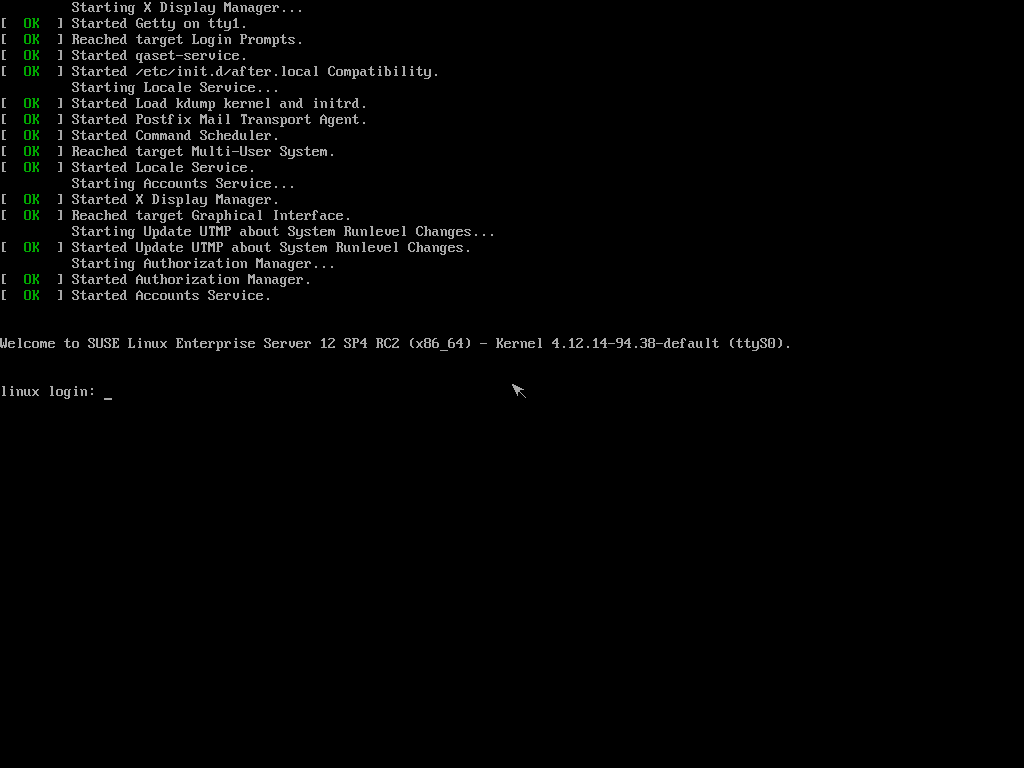 Starting X Display Manager...
[  OK  ] Started Getty on tty1.
[  OK  ] Reached target Login Prompts.
[  OK  ] Started qaset-service.
[  OK  ] Started /etc/init.d/after.local Compatibility.
Starting Locale Service...
[  OK  ] Started Load kdump kernel and initrd.
[  OK  ] Started Postfix Mail Transport Agent.
[  OK  ] Started Command Scheduler.
[  OK  ] Reached target Multi-User System.
[  OK  ] Started Locale Service.
Starting Accounts Service...
[  OK  ] Started X Display Manager.
[  OK  ] Reached target Graphical Interface.
Starting Update UTMP about System Runlevel Changes...
[  OK  ] Started Update UTMP about System Runlevel Changes.
Starting Authorization Manager...
[  OK  ] Started Authorization Manager.
[  OK  ] Started Accounts Service.
Welcome to SUSE Linux Enterprise Server 12 SP4 RC2 (x86_64) - Kernel 4.12.14-94.38-default (ttyS0).
linux login: _